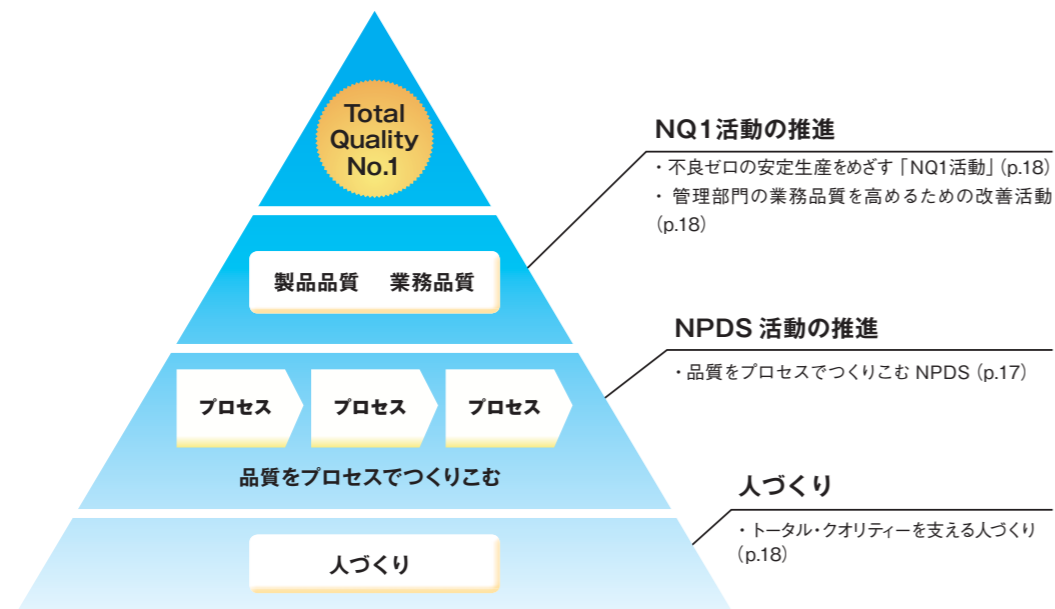 Total
Quality
No.1
製品品質 業務品質
プロセス プロセス プロセス
品質をプロセスでつくりこむ
人づくり
NQ1活動の推進
・不良ゼロの安定生産をめざす「NQ1活動」(p.18)
・管理部門の業務品質を高めるための改善活動
(p.18)
NPDS 活動の推進
・品質をプロセスでつくりこむ NPDS (p.17)
人づくり
・トータル・クオリティーを支える人づくり
(p.18)